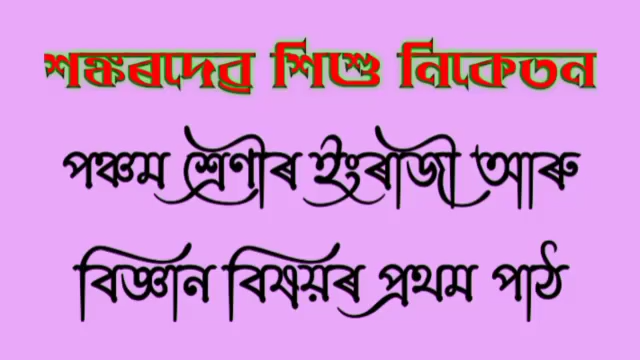 শঙ্কৰদেৱ শিশু নিকেতন
পঞ্চম শ্ৰেণীৰ ইংৰাজী আৰু
বিজ্ঞান বিষয়ৰ প্ৰথম পাঠ